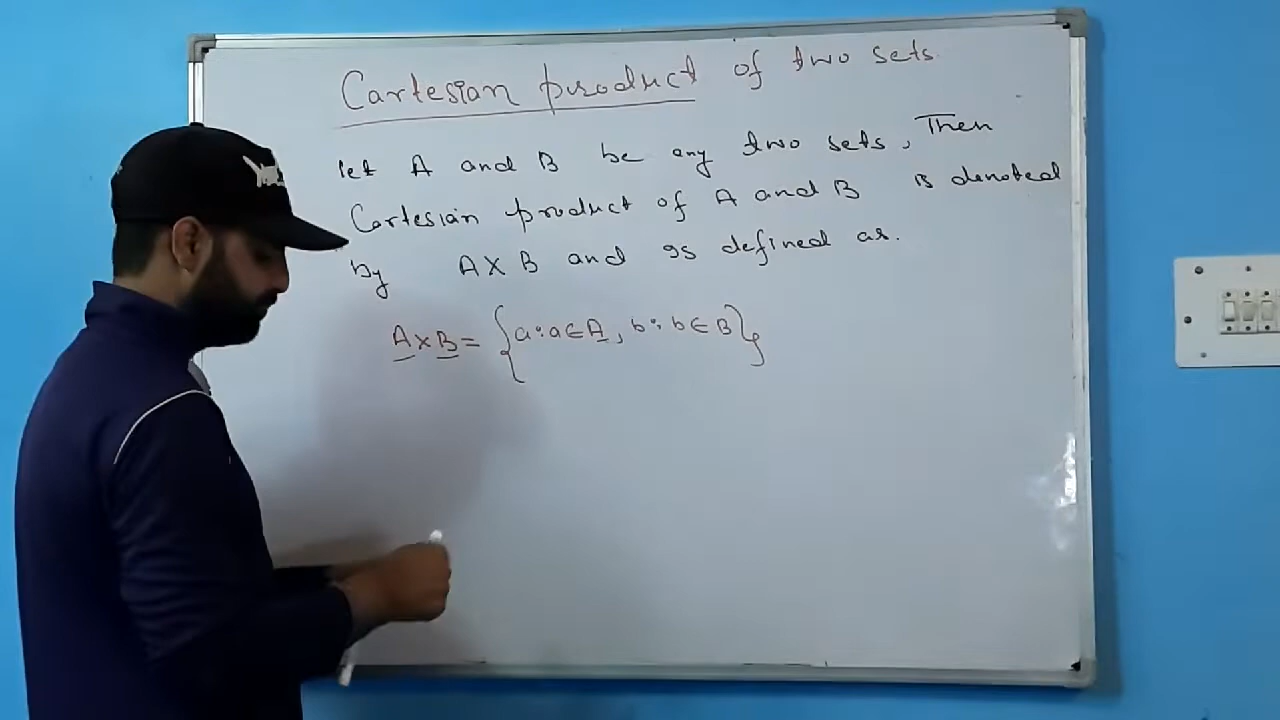 Cartesian product of two sets.
let A and B be any two sets, Then
Cartesian product of A and B is denoted
by A X B and is defined as.
A x B = {a : a ∈ A, b : b ∈ B}